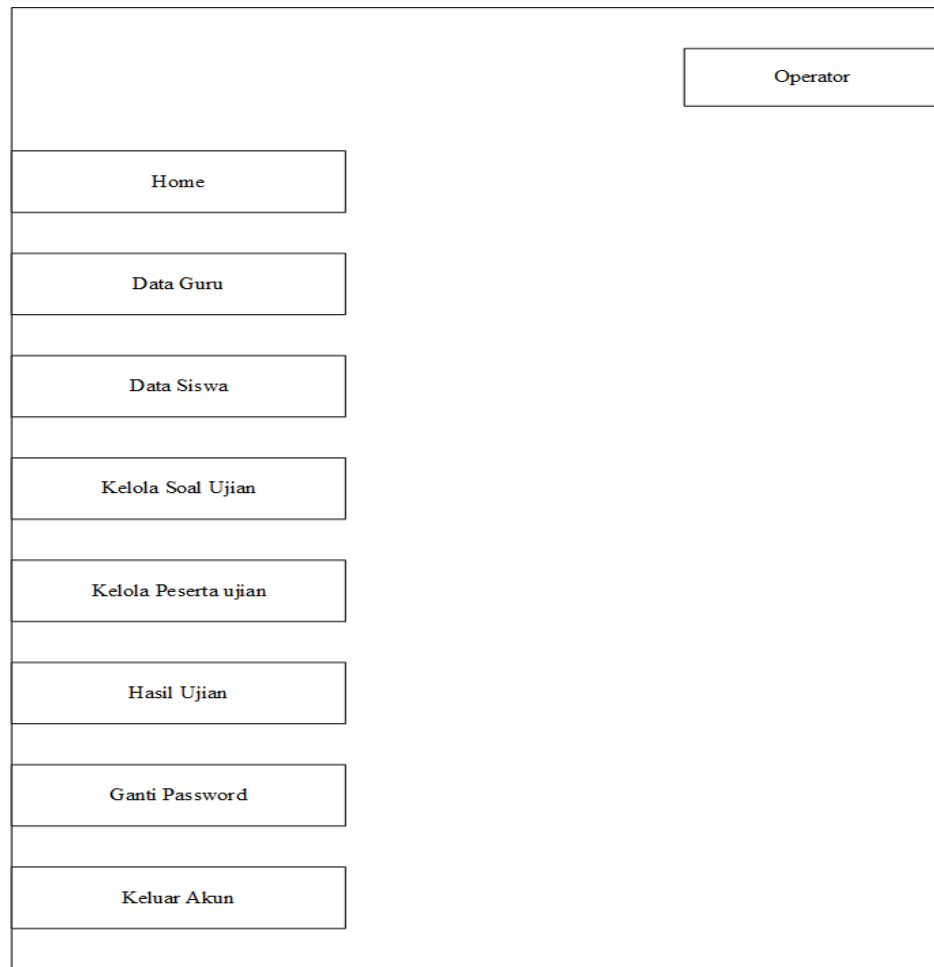 Operator
Home
Data Guru
Data Siswa
Kelola Soal Ujian
Kelola Peserta ujian
Hasil Ujian
Ganti Password
Keluar Akun